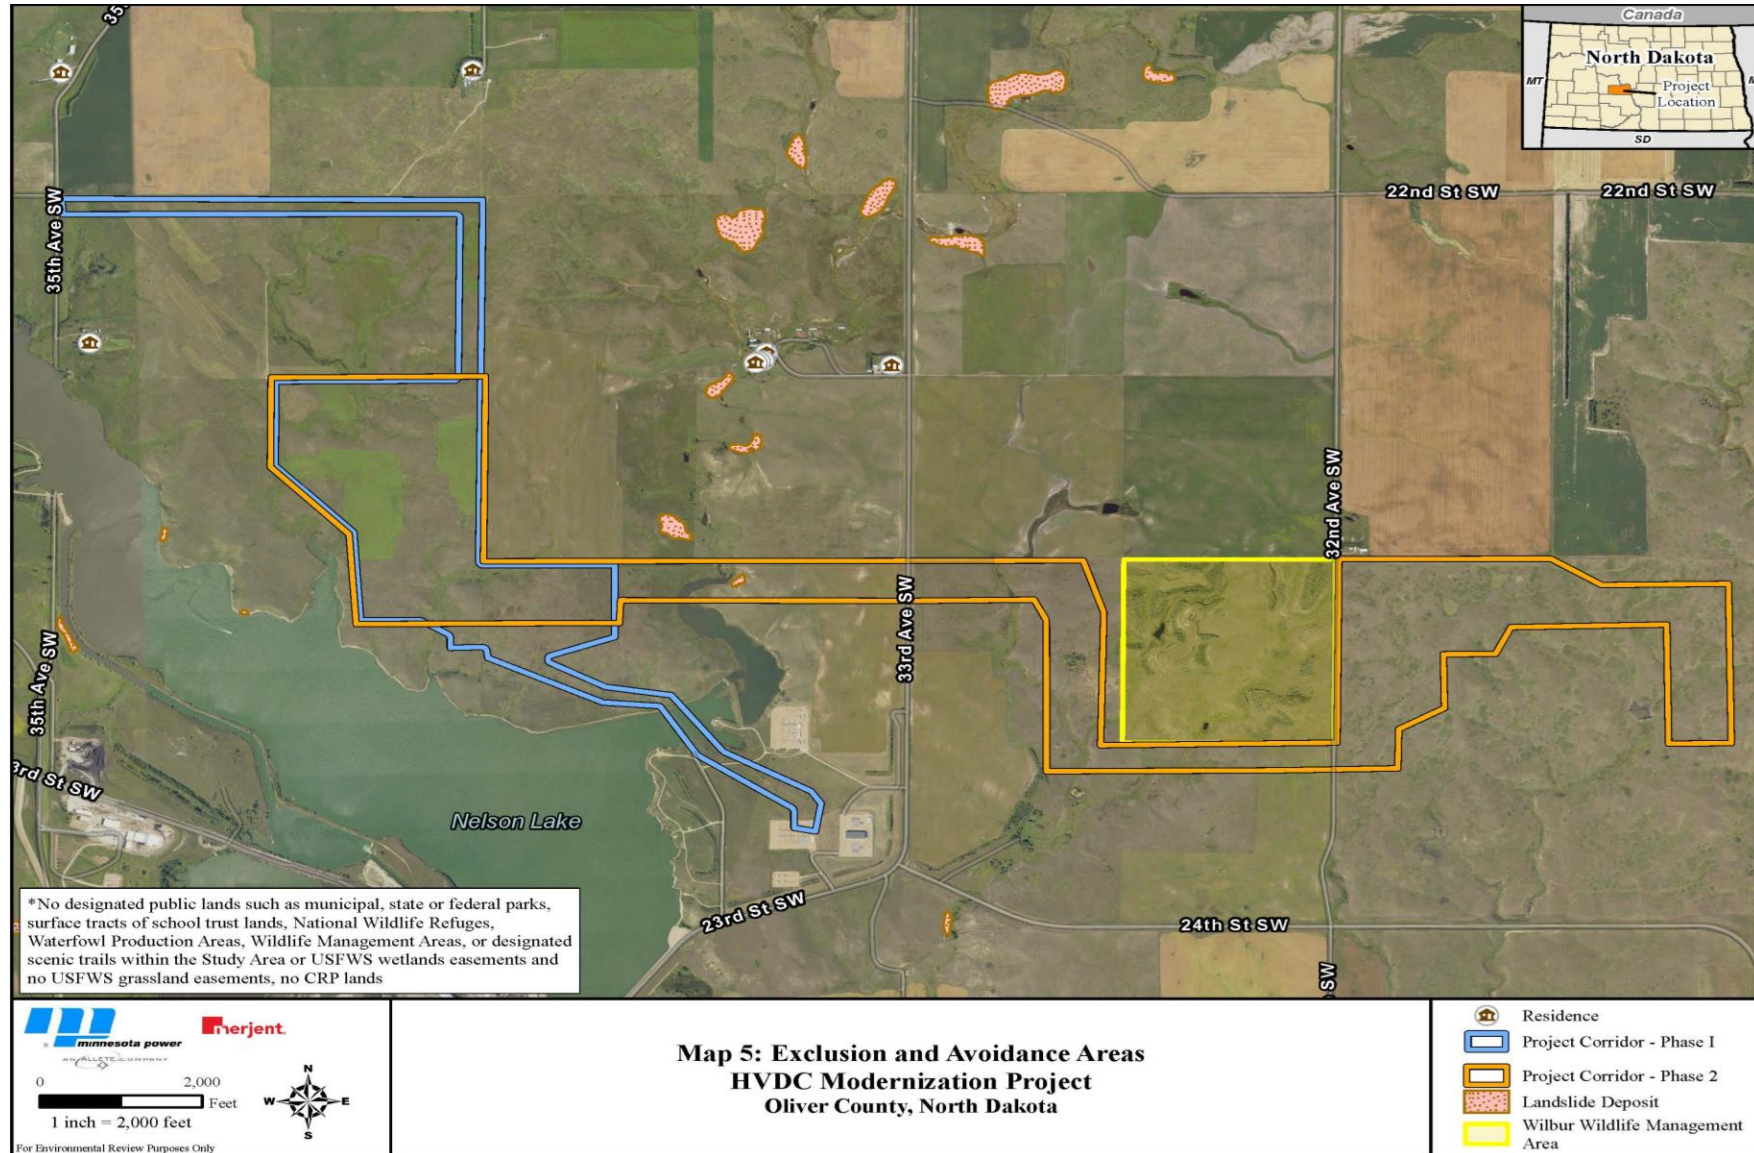 Canada
North Dakota
MT
Project
Location
SD
22nd St SW
22nd St SW
35th Ave SW
32nd Ave SW
33rd Ave SW
35th Ave SW
3rd St SW
Nelson Lake
23rd St SW
24th St SW
SW
*No designated public lands such as municipal, state or federal parks,
surface tracts of school trust lands, National Wildlife Refuges,
Waterfowl Production Areas, Wildlife Management Areas, or designated
scenic trails within the Study Area or USFWS wetlands easements and
no USFWS grassland easements, no CRP lands
minnesota power
AN ALLETE COMPANY
merjent.
0 2,000
Feet
1 inch = 2,000 feet
N
W E
S
For Environmental Review Purposes Only
Map 5: Exclusion and Avoidance Areas
HVDC Modernization Project
Oliver County, North Dakota
Residence
Project Corridor - Phase I
Project Corridor - Phase 2
Landslide Deposit
Wilbur Wildlife Management
Area